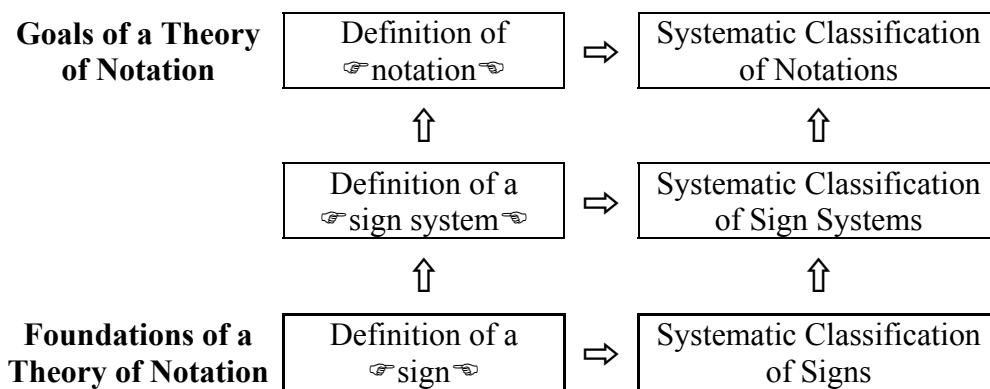 Goals of a Theory
of Notation
Definition of
☞notation☜
⇨
Systematic Classification
of Notations
⇧
⇧
Definition of a
☞sign system☜
⇨
Systematic Classification
of Sign Systems
⇧
⇧
Foundations of a
Theory of Notation
Definition of a
☞sign☜
⇨
Systematic Classification
of Signs